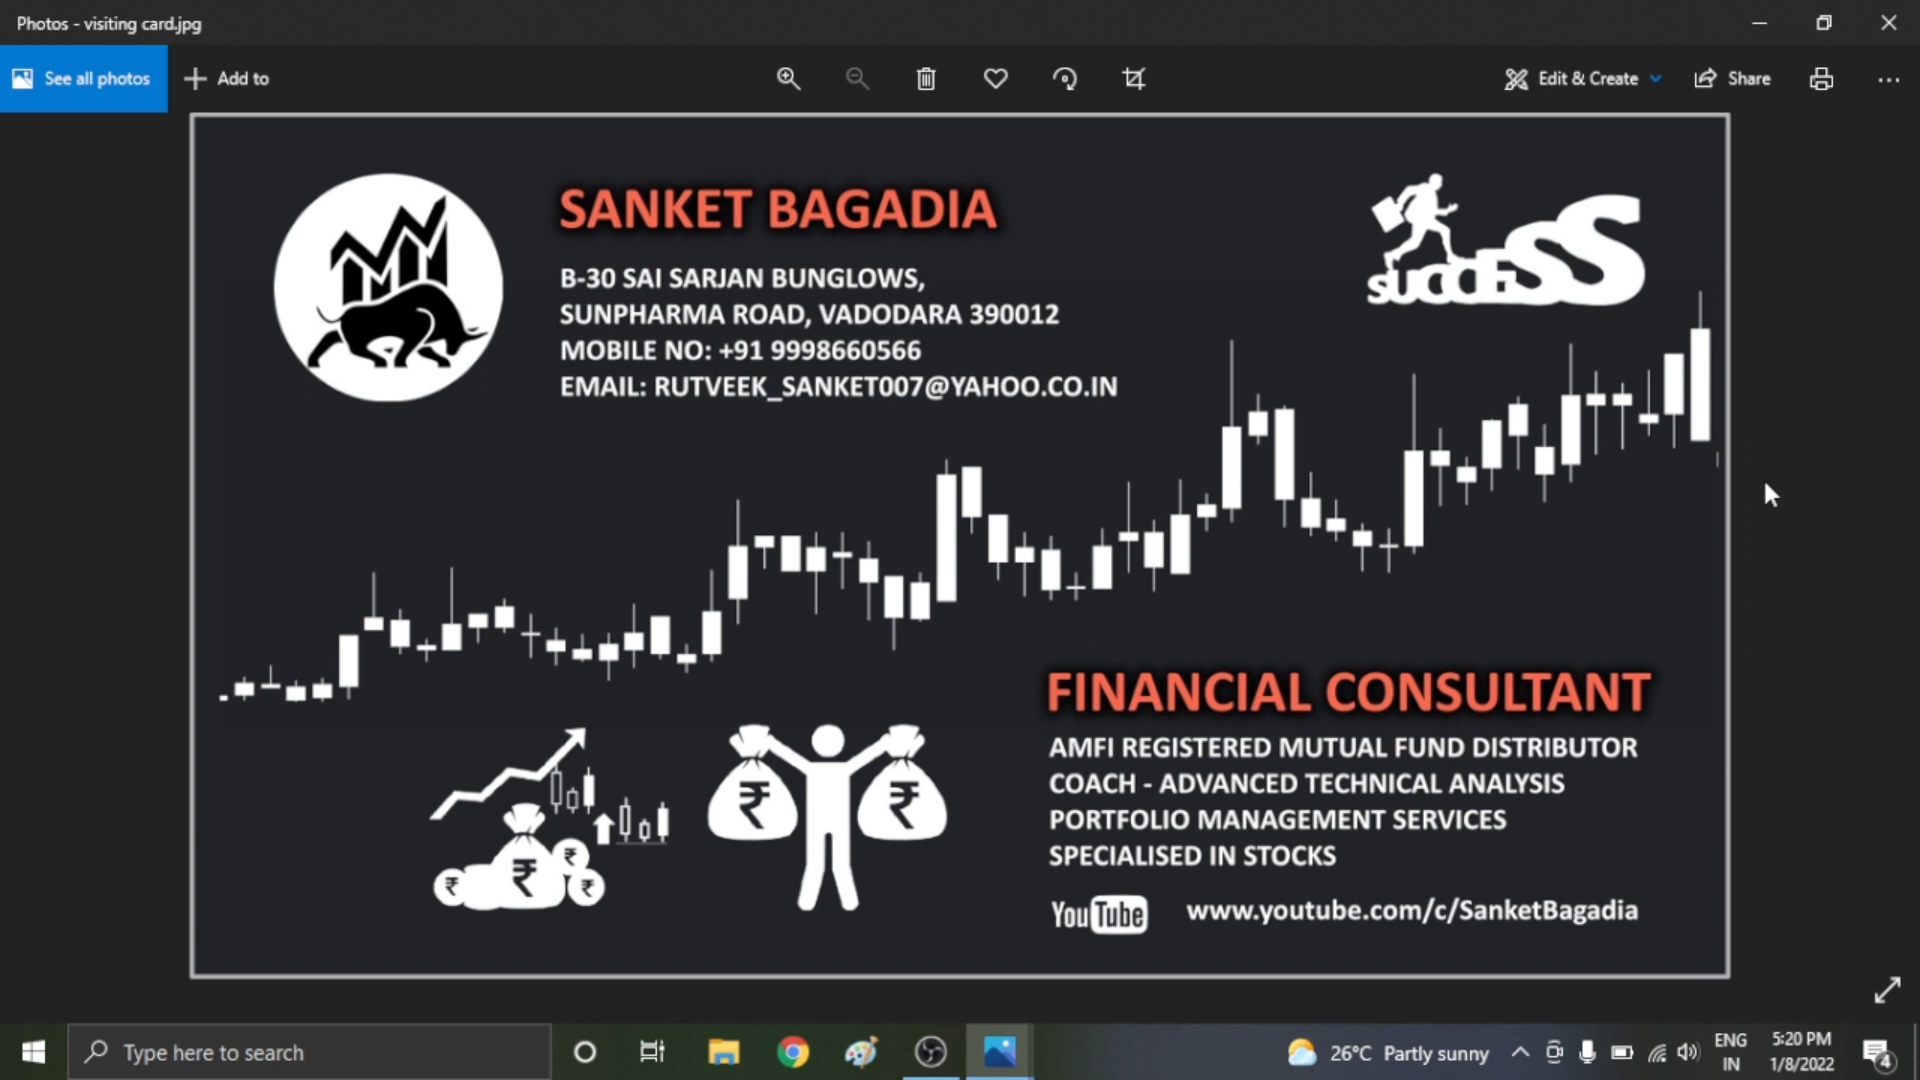 Photos - visiting card.jpg
See all photos
Add to
Edit & Create
Share
SANKET BAGADIA
B-30 SAI SARJAN BUNGLOWS,
SUNPHARMA ROAD, VADODARA 390012
MOBILE NO: +91 9998660566
EMAIL: RUTVEEK_SANKET007@YAHOO.CO.IN
SUCCESS
FINANCIAL CONSULTANT
AMFI REGISTERED MUTUAL FUND DISTRIBUTOR
COACH - ADVANCED TECHNICAL ANALYSIS
PORTFOLIO MANAGEMENT SERVICES
SPECIALISED IN STOCKS
₹ ₹
₹ ₹ ₹ ₹
YouTube www.youtube.com/c/SanketBagadia
Type here to search
26°C Partly sunny
ENG
IN
5:20 PM
1/8/2022
4